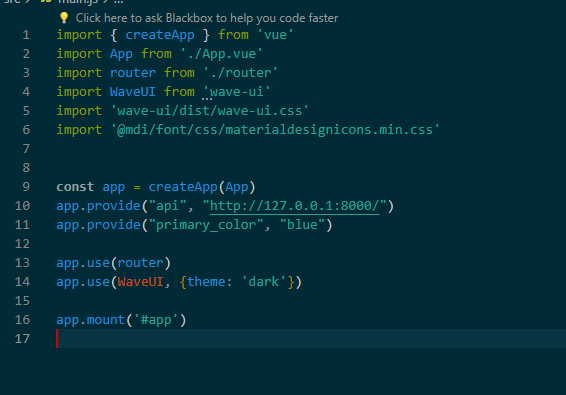 src > JS main.js > ...
Click here to ask Blackbox to help you code faster
1 import { createApp } from 'vue'
2 import App from './App.vue'
3 import router from './router'
4 import WaveUI from 'wave-ui'
5 import 'wave-ui/dist/wave-ui.css'
6 import '@mdi/font/css/materialdesignicons.min.css'
7
8
9 const app = createApp(App)
10 app.provide("api", "http://127.0.0.1:8000/")
11 app.provide("primary_color", "blue")
12
13 app.use(router)
14 app.use(WaveUI, {theme: 'dark'})
15
16 app.mount('#app')
17